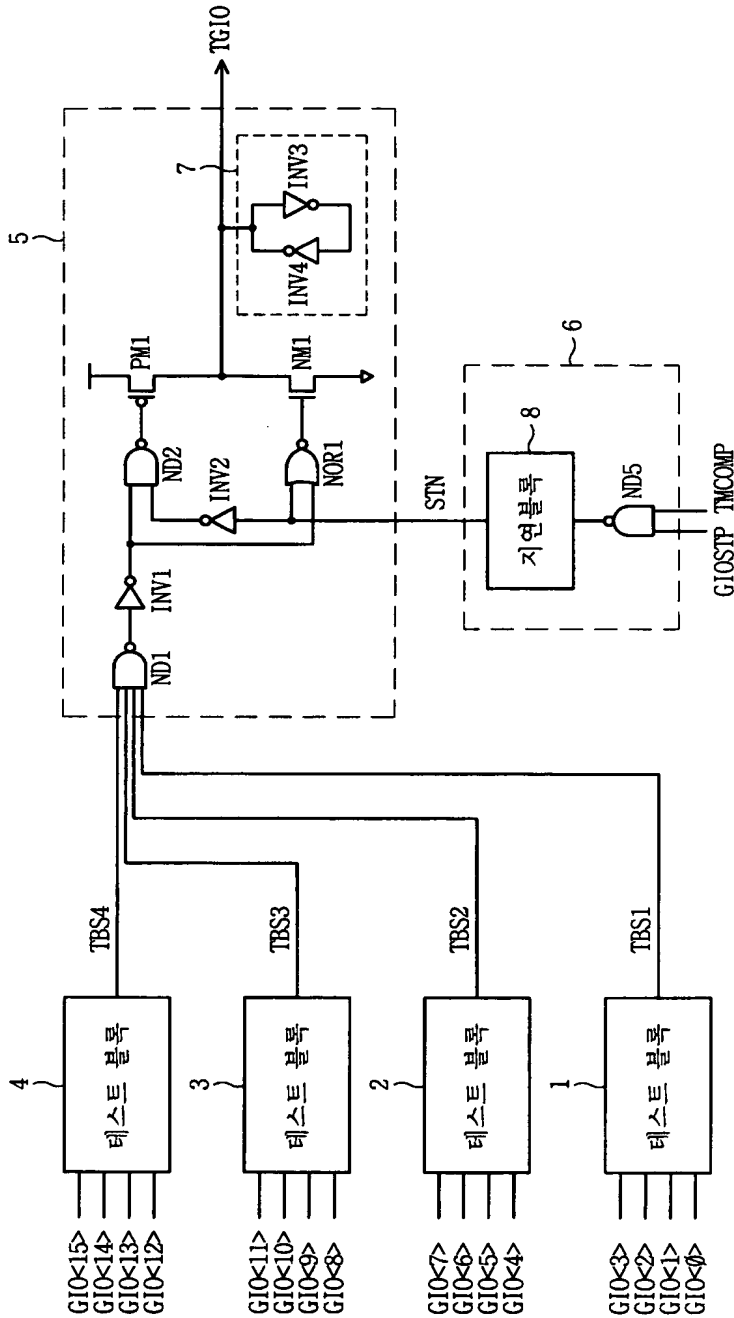 GIO<15>
GIO<14>
GIO<13>
GIO<12>
4
테스트 블록
TBS4
GIO<11>
GIO<10>
GIO<9>
GIO<8>
3
테스트 블록
TBS3
GIO<7>
GIO<6>
GIO<5>
GIO<4>
2
테스트 블록
TBS2
GIO<3>
GIO<2>
GIO<1>
GIO<0>
1
테스트 블록
TBS1
5
ND1
INV1
ND2
INV2
NOR1
PM1
NM1
7
INV4
INV3
TGIO
STN
6
8
지연블록
ND5
GIOSTP
TMCOMP